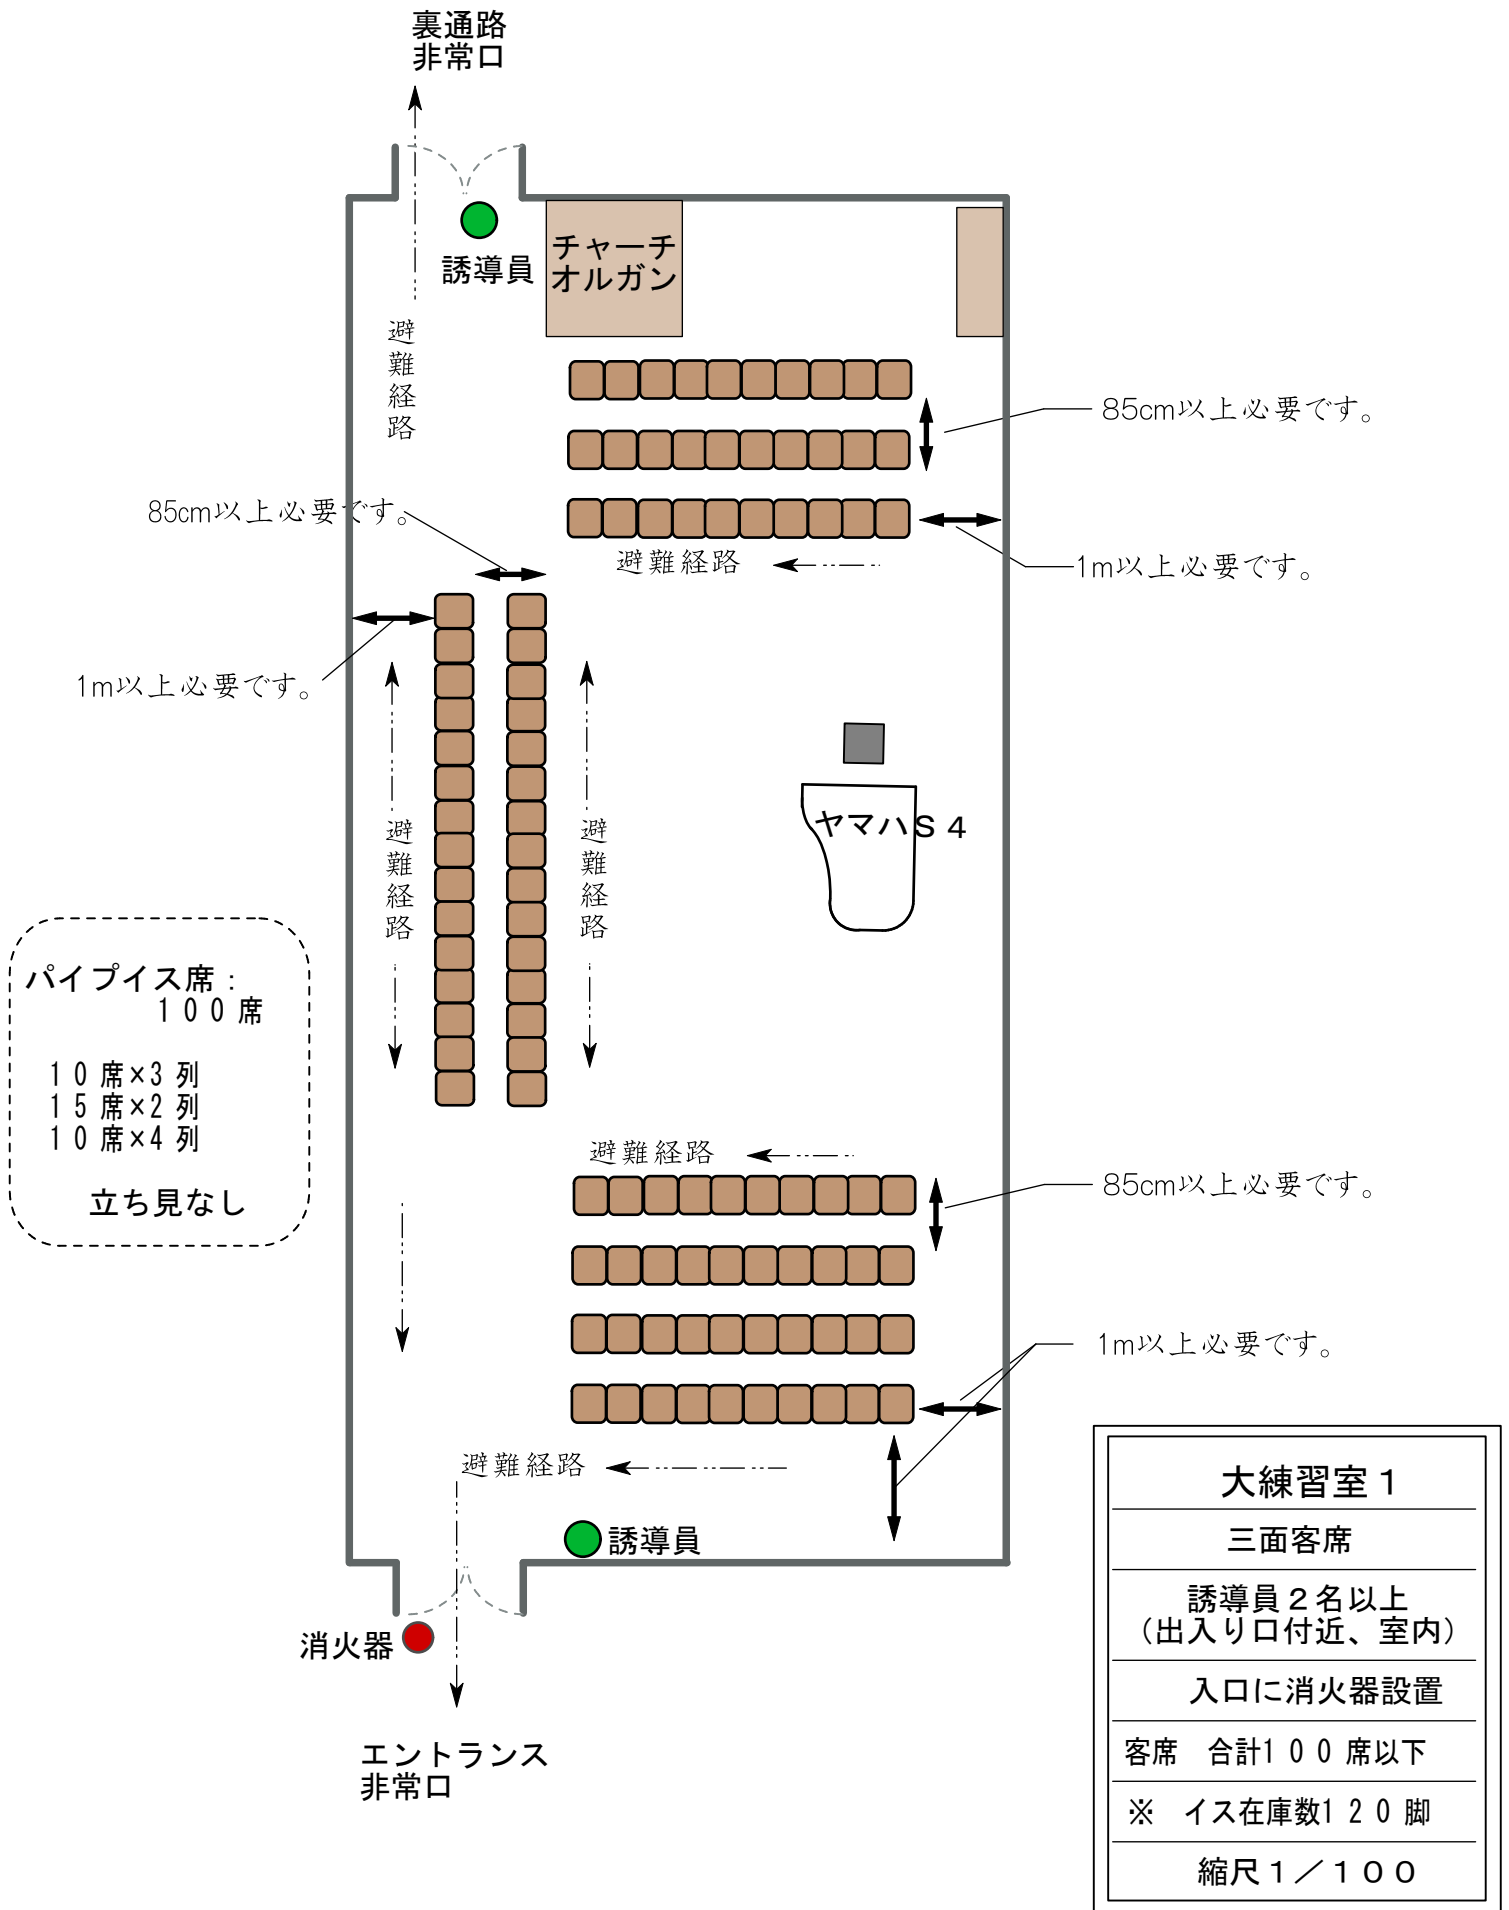 裏通路
非常口
誘導員
チャーチ
オルガン
避難経路
85cm以上必要です。
85cm以上必要です。
避難経路
1m以上必要です。
1m以上必要です。
ヤマハS4
避難経路
避難経路
パイプイス席：
100席
10席×3列
15席×2列
10席×4列
立ち見なし
避難経路
85cm以上必要です。
1m以上必要です。
避難経路
誘導員
消火器
エントランス
非常口
大練習室1
三面客席
誘導員2名以上
（出入り口付近、室内）
入口に消火器設置
客席　合計100席以下
※　イス在庫数120脚
縮尺1／100